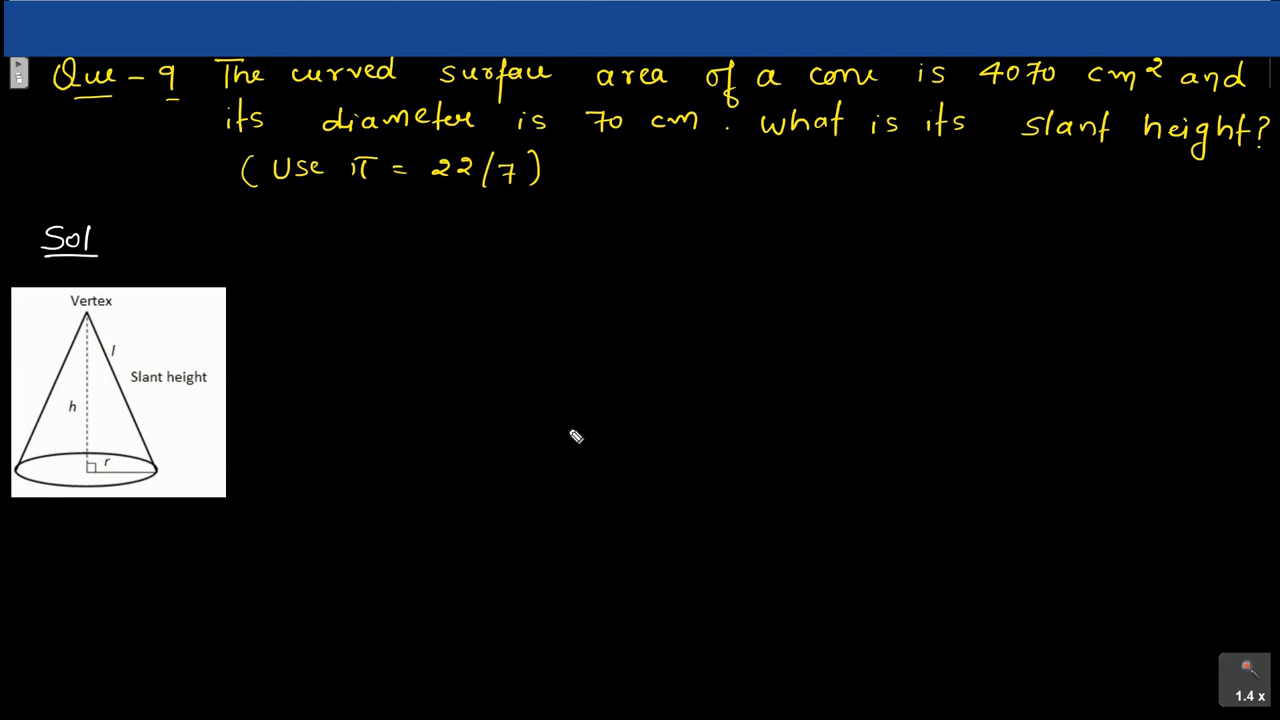 Que - 9 The curved surface area of a cone is 4070 cm² and
its diameter is 70 cm. What is its slant height?
(Use π = 22/7)
Sol
Vertex
l
Slant height
h
r
1.4 x